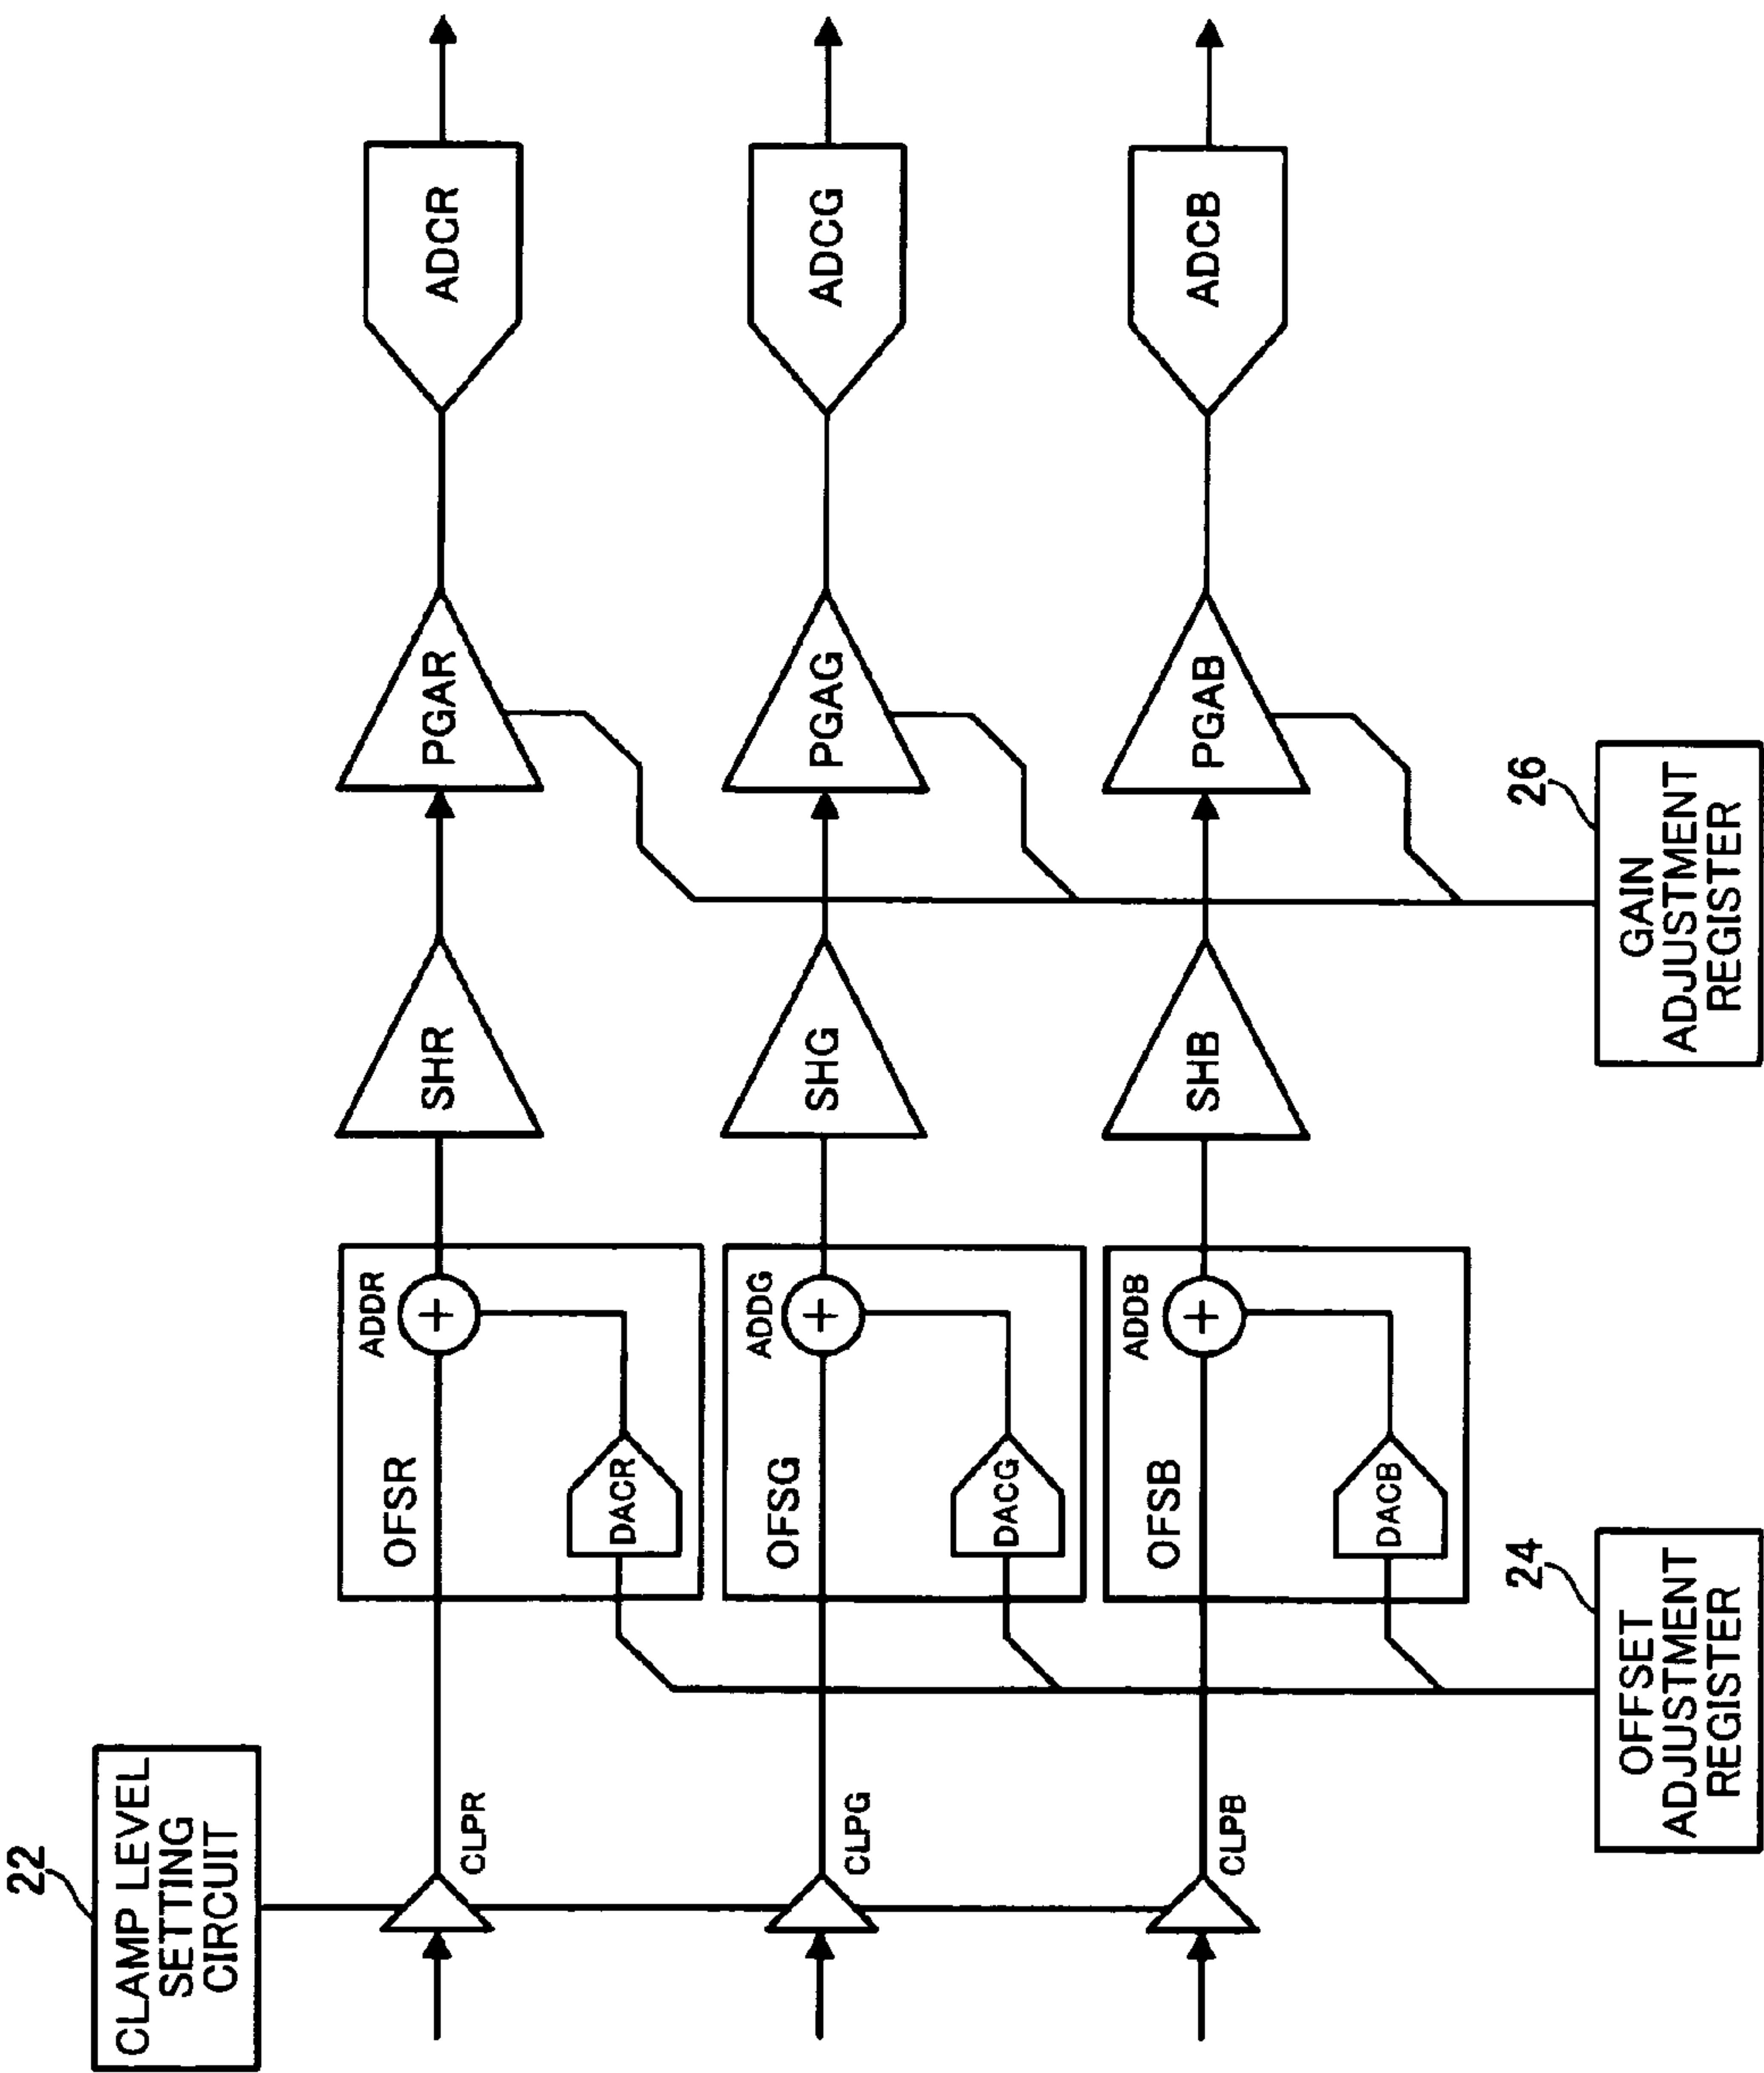 22
CLAMP LEVEL
SETTING
CIRCUIT
CLPR
OFSR
ADDR
DACR
SHR
PGAR
ADCR
CLPG
OFSG
ADDG
DACG
SHG
PGAG
ADCG
CLPB
OFSB
ADDB
DACB
SHB
PGAB
ADCB
24
OFFSET
ADJUSTMENT
REGISTER
26
GAIN
ADJUSTMENT
REGISTER